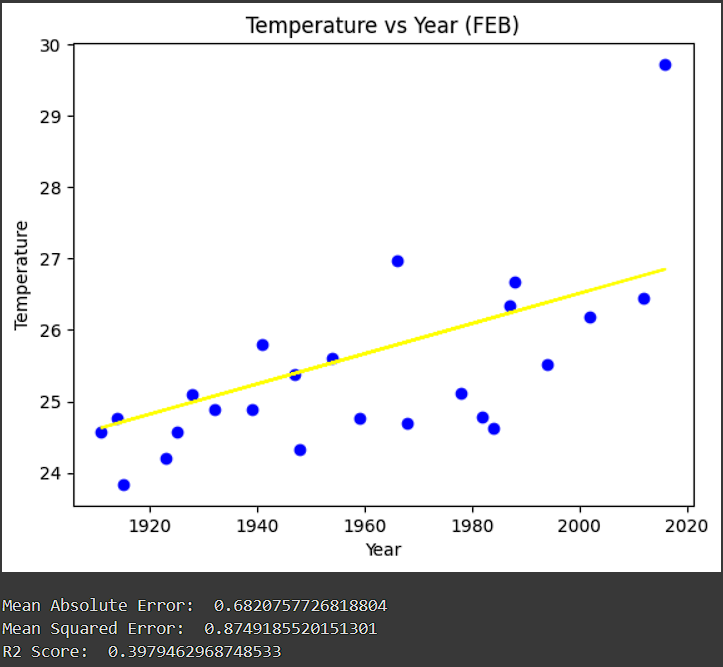 Temperature vs Year (FEB)
30
29
28
27
26
25
24
Temperature
1920 1940 1960 1980 2000 2020
Year
Mean Absolute Error:  0.6820757726818804
Mean Squared Error:  0.8749185520151301
R2 Score:  0.3979462968748533